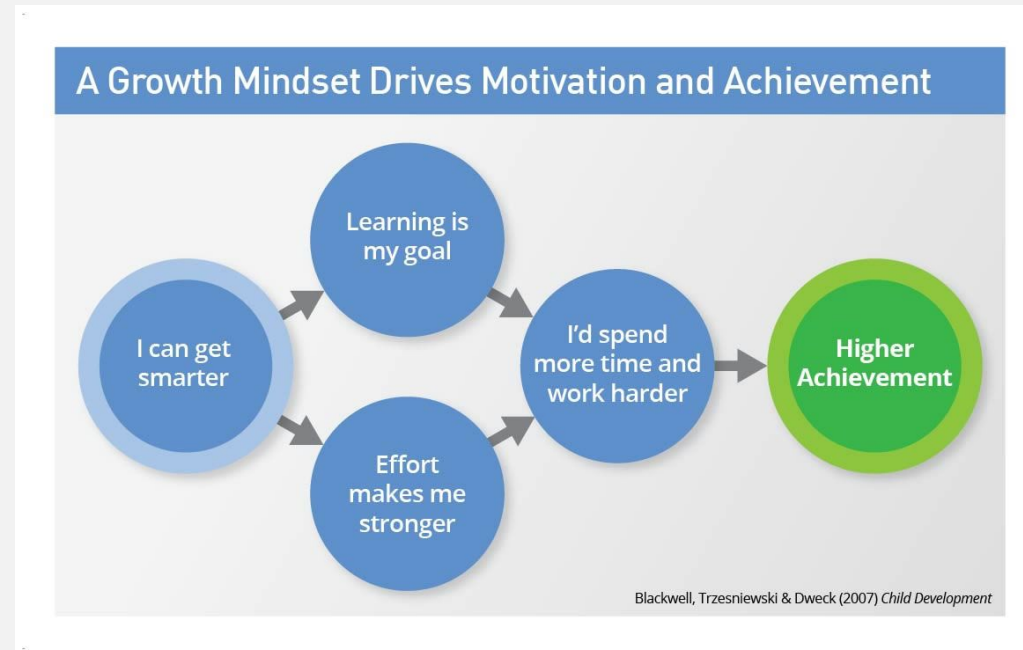 A Growth Mindset Drives Motivation and Achievement
I can get
smarter
Learning is
my goal
Effort
makes me
stronger
I'd spend
more time and
work harder
Higher
Achievement
Blackwell, Trzesniewski & Dweck (2007) Child Development